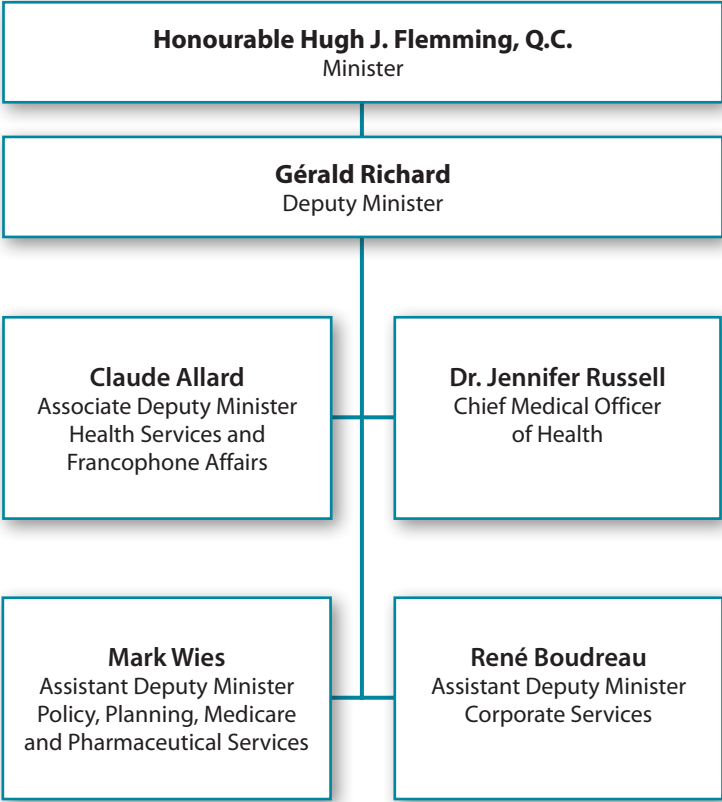 Honourable Hugh J. Flemming, Q.C.
Minister
Gérald Richard
Deputy Minister
Claude Allard
Associate Deputy Minister
Health Services and
Francophone Affairs
Dr. Jennifer Russell
Chief Medical Officer
of Health
Mark Wies
Assistant Deputy Minister
Policy, Planning, Medicare
and Pharmaceutical Services
René Boudreau
Assistant Deputy Minister
Corporate Services